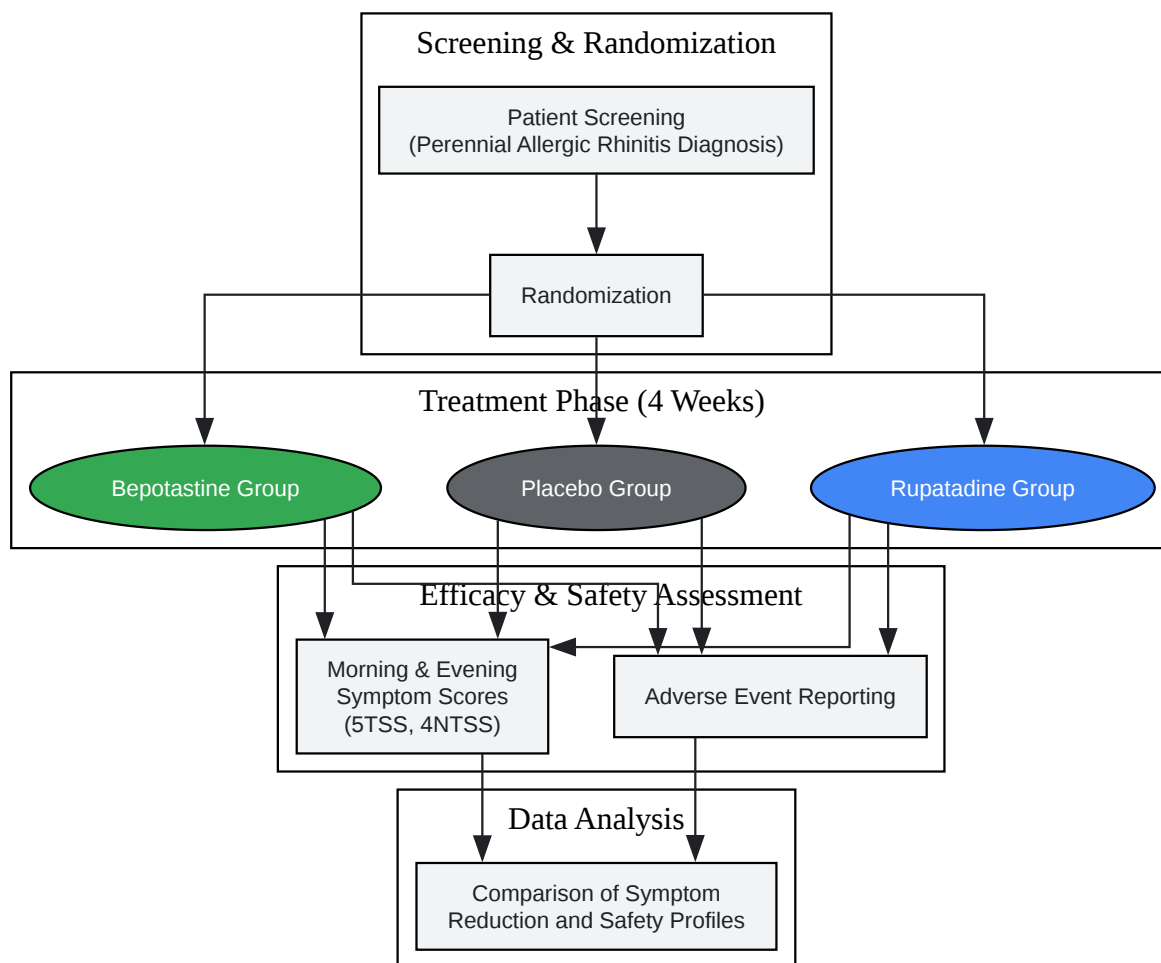 Screening & Randomization
Patient Screening
(Perennial Allergic Rhinitis Diagnosis)
Randomization
Treatment Phase (4 Weeks)
Bepotastine Group
Placebo Group
Rupatadine Group
Efficacy & Safety Assessment
Morning & Evening
Symptom Scores
(5TSS, 4NTSS)
Adverse Event Reporting
Data Analysis
Comparison of Symptom
Reduction and Safety Profiles